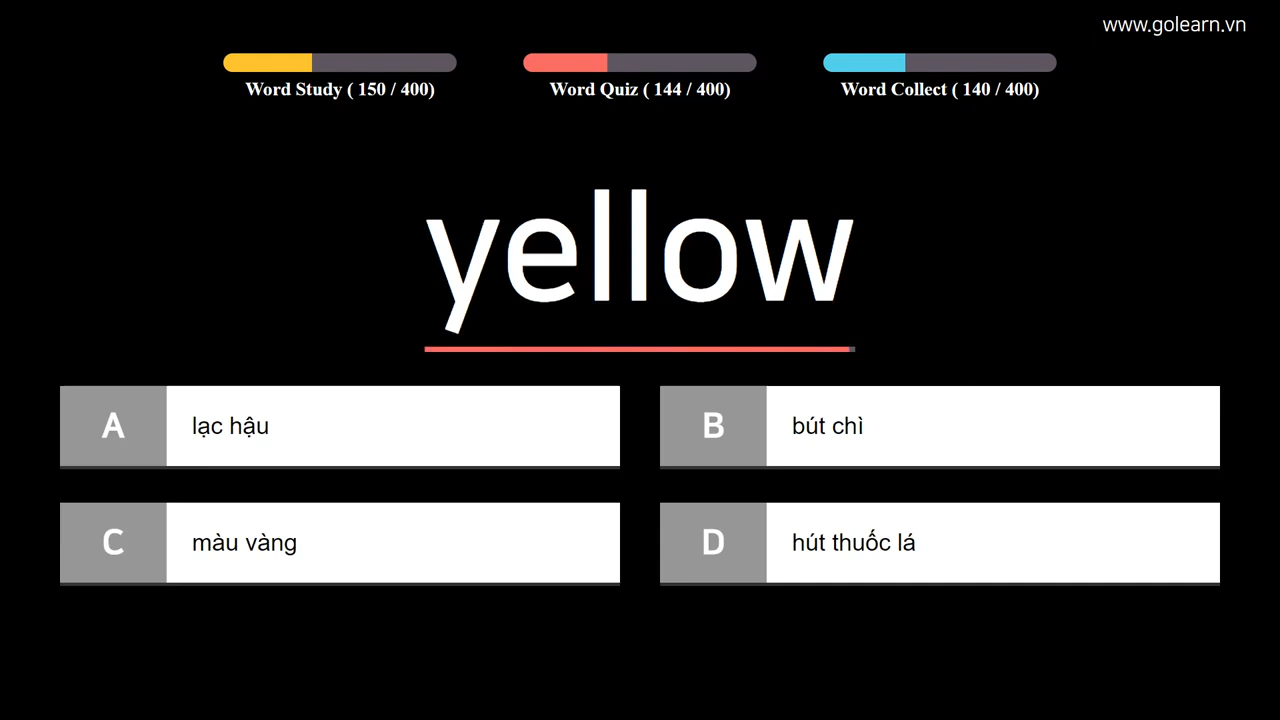 www.golearn.vn
Word Study ( 150 / 400)
Word Quiz ( 144 / 400)
Word Collect ( 140 / 400)
yellow
A lạc hậu
B bút chì
C màu vàng
D hút thuốc lá